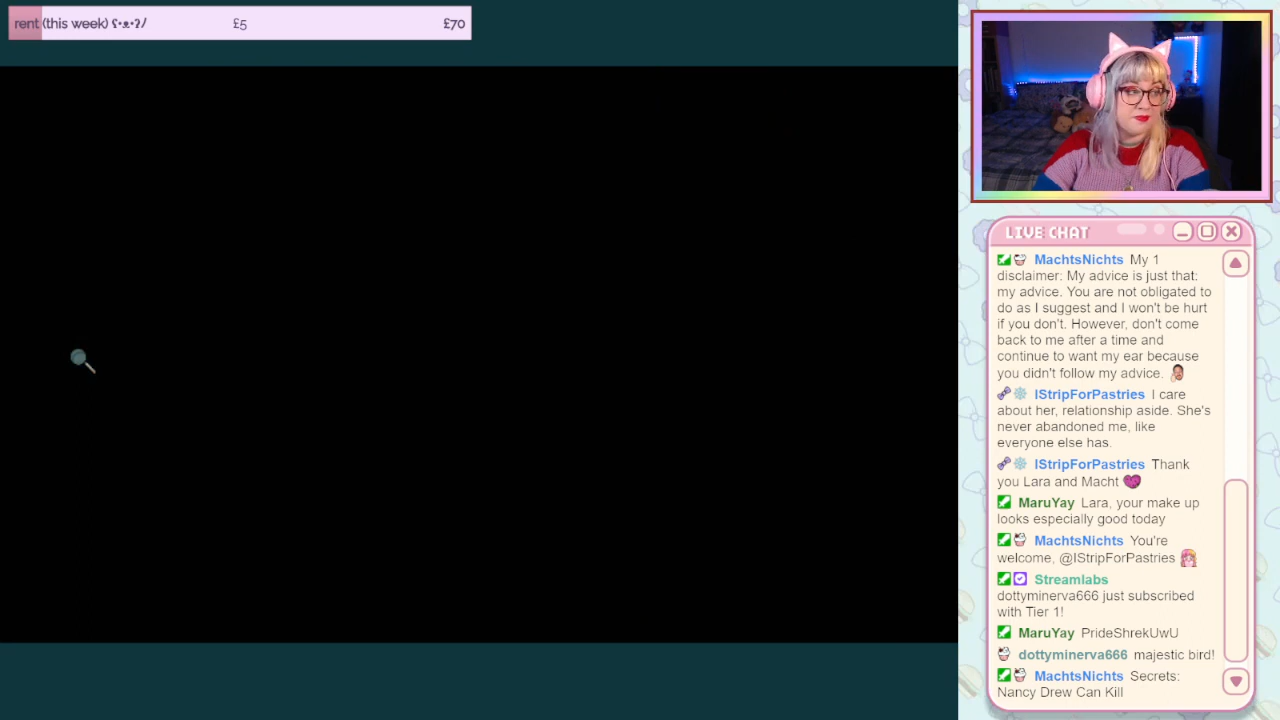 rent (this week) ʕ•ᴥ•ʔﾉ £5 £70
LIVE CHAT
MachtsNichts My 1
disclaimer: My advice is just that:
my advice. You are not obligated to
do as I suggest and I won't be hurt
if you don't. However, don't come
back to me after a time and
continue to want my ear because
you didn't follow my advice.
IStripForPastries I care
about her, relationship aside. She's
never abandoned me, like
everyone else has.
IStripForPastries Thank
you Lara and Macht
MaruYay Lara, your make up
looks especially good today
MachtsNichts You're
welcome, @IStripForPastries
Streamlabs
dottyminerva666 just subscribed
with Tier 1!
MaruYay PrideShrekUwU
dottyminerva666 majestic bird!
MachtsNichts Secrets:
Nancy Drew Can Kill